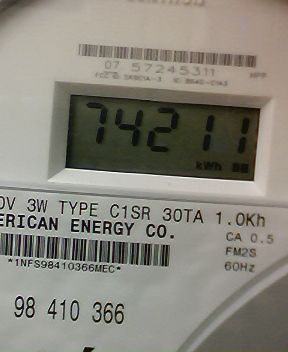 07 57245311
74211
kWh
0V 3W TYPE C1SR 30TA 1.0Kh
ERICAN ENERGY CO.
CA 0.5
FM2S
*1NFS98410366MEC*
60Hz
98 410 366